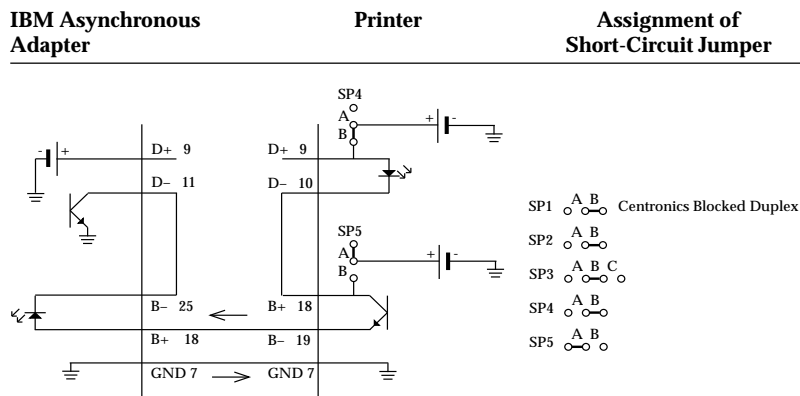 IBM Asynchronous Adapter
Printer
Assignment of Short-Circuit Jumper
SP4
A
B
+ -
- +
D+ 9
D+ 9
D- 11
D- 10
SP5
A
B
+ -
B- 25
B+ 18
B+ 18
B- 19
GND 7
GND 7
SP1 A B Centronics Blocked Duplex
SP2 A B
SP3 A B C
SP4 A B
SP5 A B